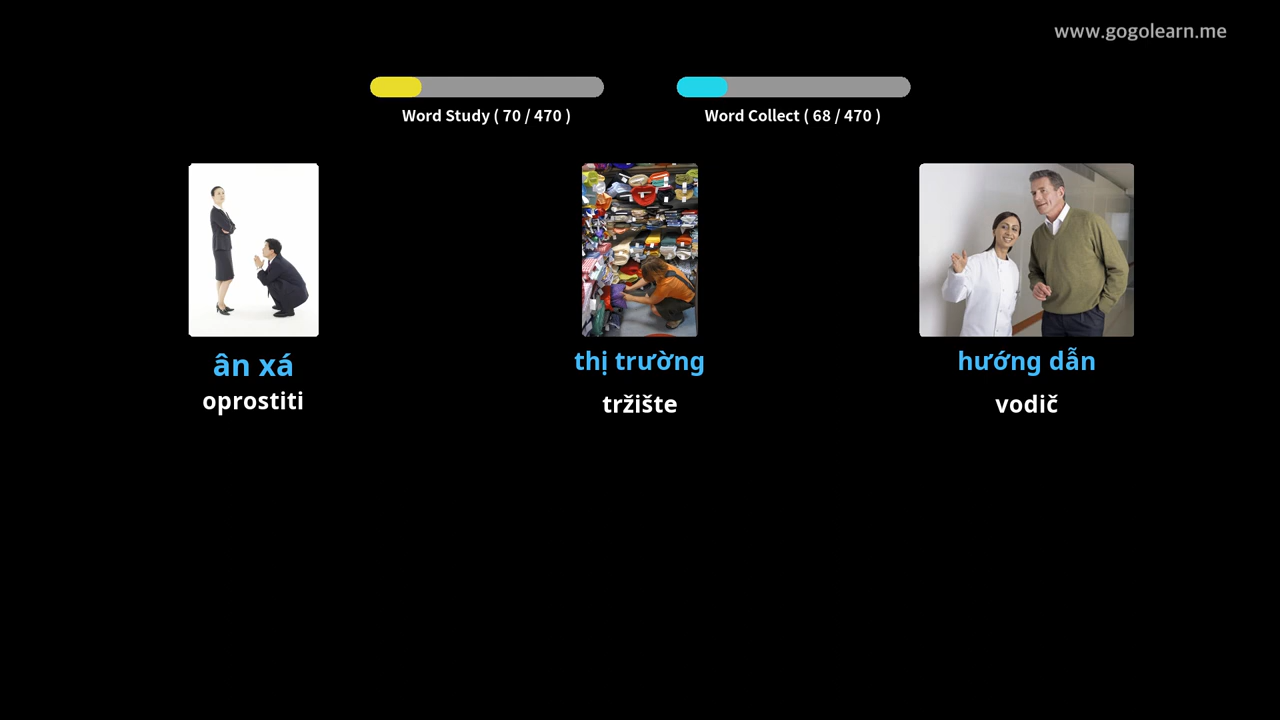 www.gogolearn.me
Word Study ( 70 / 470 )
Word Collect ( 68 / 470 )
ân xá
oprostiti
thị trường
tržište
hướng dẫn
vodič